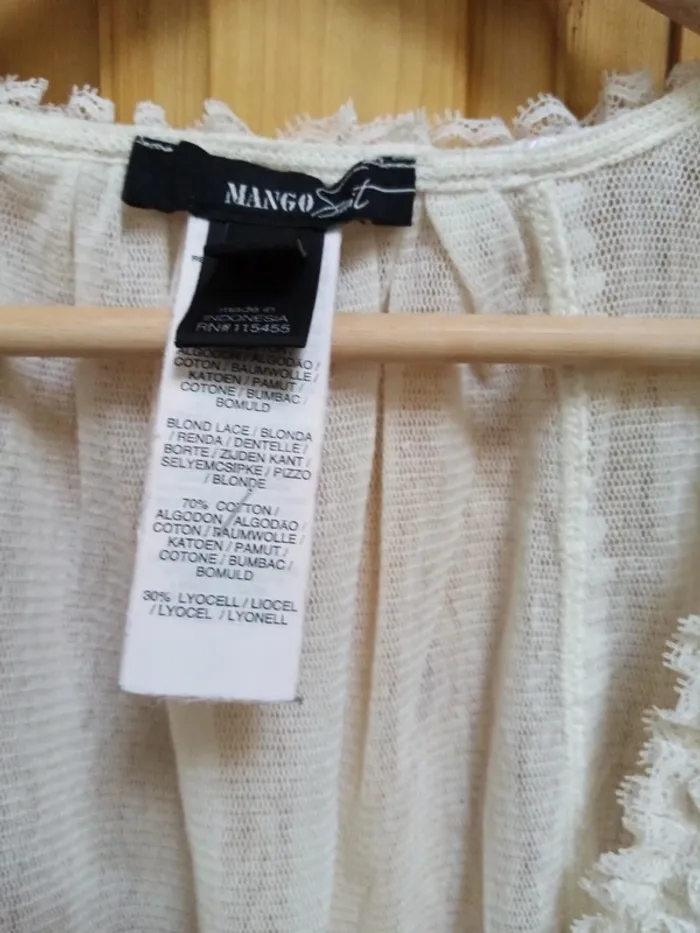 MANGO Suit
made in
INDONESIA
RN# 115455
ALGODON / ALGODÃO /
COTON / BAUMWOLLE /
KATOEN / PAMUT /
COTONE / BUMBAC /
BOMULD
BLOND LACE / BLONDA
/ RENDA / DENTELLE /
BORTE / ZIJDEN KANT /
SELYEMCSIPKE / PIZZO
/ BLONDE
70% COTTON /
ALGODON / ALGODÃO /
COTON / BAUMWOLLE /
KATOEN / PAMUT /
COTONE / BUMBAC /
BOMULD
30% LYOCELL / LIOCEL
/ LYOCEL / LYONELL